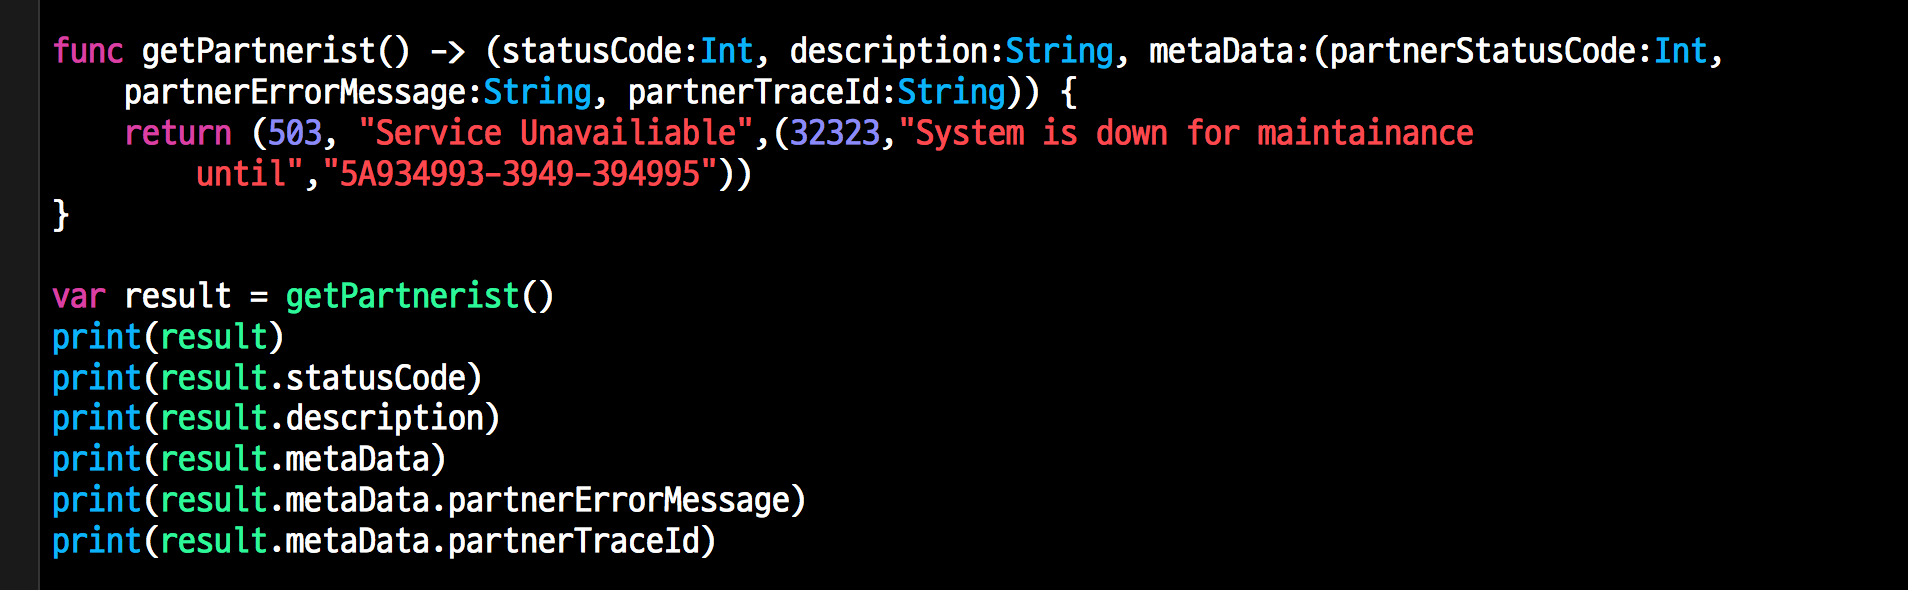 func getPartnerist() -> (statusCode:Int, description:String, metaData:(partnerStatusCode:Int,
partnerErrorMessage:String, partnerTraceId:String)) {
return (503, "Service Unavailiable",(32323,"System is down for maintainance
until","5A934993-3949-394995"))
}
var result = getPartnerist()
print(result)
print(result.statusCode)
print(result.description)
print(result.metaData)
print(result.metaData.partnerErrorMessage)
print(result.metaData.partnerTraceId)